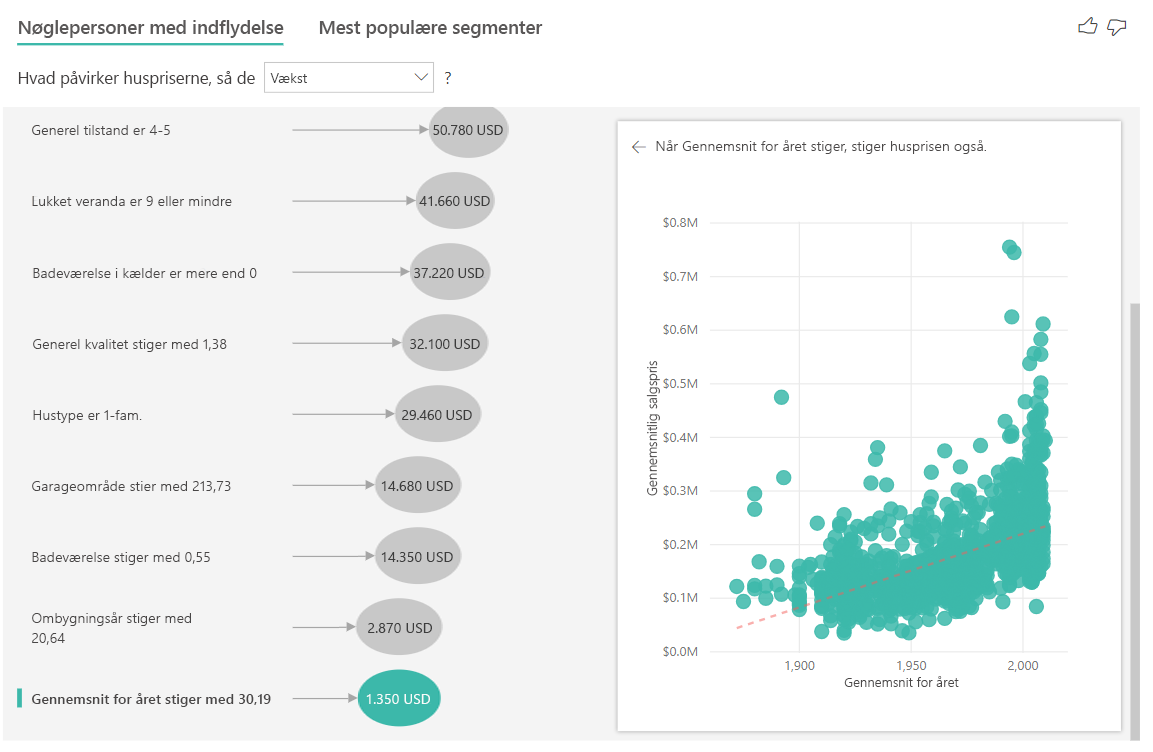 Nøglepersoner med indflydelse
Mest populære segmenter
Hvad påvirker huspriserne, så de Vækst ?
Generel tilstand er 4-5
50.780 USD
Lukket veranda er 9 eller mindre
41.660 USD
Badeværelse i kælder er mere end 0
37.220 USD
Generel kvalitet stiger med 1,38
32.100 USD
Hustype er 1-fam.
29.460 USD
Garageområde stier med 213,73
14.680 USD
Badeværelse stiger med 0,55
14.350 USD
Ombygningsår stiger med
20,64
2.870 USD
Gennemsnit for året stiger med 30,19
1.350 USD
Når Gennemsnit for året stiger, stiger husprisen også.
Gennemsnitlig salgspris
$0.8M
$0.7M
$0.6M
$0.5M
$0.4M
$0.3M
$0.2M
$0.1M
$0.0M
1,900
1,950
2,000
Gennemsnit for året